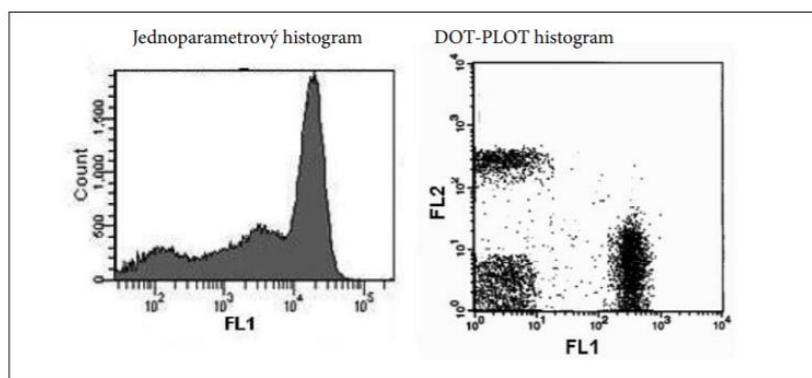 Jednoparametrový histogram
DOT-PLOT histogram
Count
1,500
1,000
500
0
10² 10³ 10⁴ 10⁵
FL1
FL2
10⁴
10³
10²
10¹
10⁰
10⁰ 10¹ 10² 10³ 10⁴
FL1